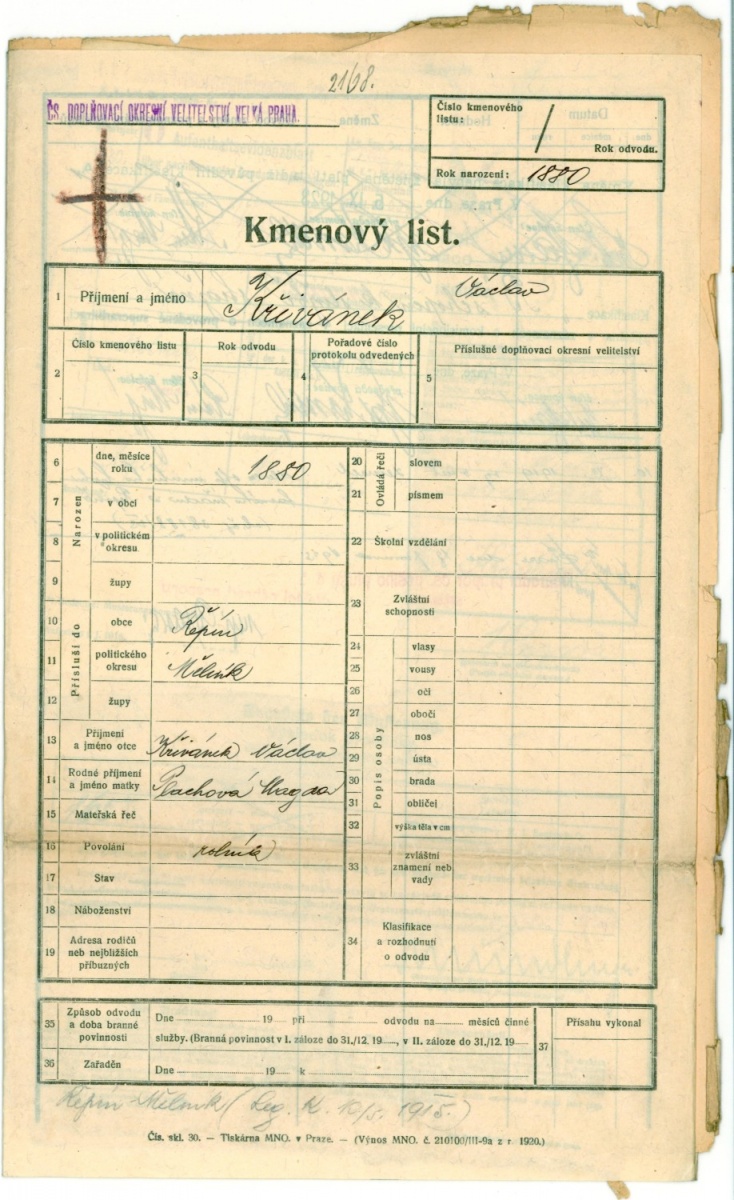 2168.
ČS. DOPLŇOVACÍ OKRESNÍ VELITELSTVÍ VELKÁ PRAHA.
Číslo kmenového
listu: /
Rok odvodu.
Rok narození: 1880
Kmenový list.
1 Příjmení a jméno Křivánek Václav
2 Číslo kmenového listu
3 Rok odvodu
4 Pořadové číslo
protokolu odvedených
5 Příslušné doplňovací okresní velitelství
Narozen
6 dne, měsíce
roku 1880
7 v obci
8 v politickém
okresu
9 župy
Přísluší do
10 obce Řepín
11 politického
okresu Mělník
12 župy
13 Příjmení
a jméno otce Křivánek Václav
14 Rodné příjmení
a jméno matky Plachová Magda
15 Mateřská řeč
16 Povolání rolník
17 Stav
18 Náboženství
19 Adresa rodičů
neb nejbližších
příbuzných
Ovládá řeči
20 slovem
21 písmem
22 Školní vzdělání
23 Zvláštní
schopnosti
Popis osoby
24 vlasy
25 vousy
26 oči
27 obočí
28 nos
29 ústa
30 brada
31 obličej
32 výška těla v cm
33 zvláštní
znamení neb
vady
34 Klasifikace
a rozhodnutí
o odvodu
35 Způsob odvodu
a doba branné
povinnosti
Dne 19 při odvodu na měsíců činné
služby. (Branná povinnost v I. záloze do 31./12. 19 , v II. záloze do 31./12. 19
36 Zařaděn
Dne 19 k
37 Přísahu vykonal
Řepín-Mělník (Leg. K. 10/5. 1915.)
Čís. skl. 30. — Tiskárna MNO. v Praze. — (Výnos MNO. č. 210100/III-9a z r. 1920.)